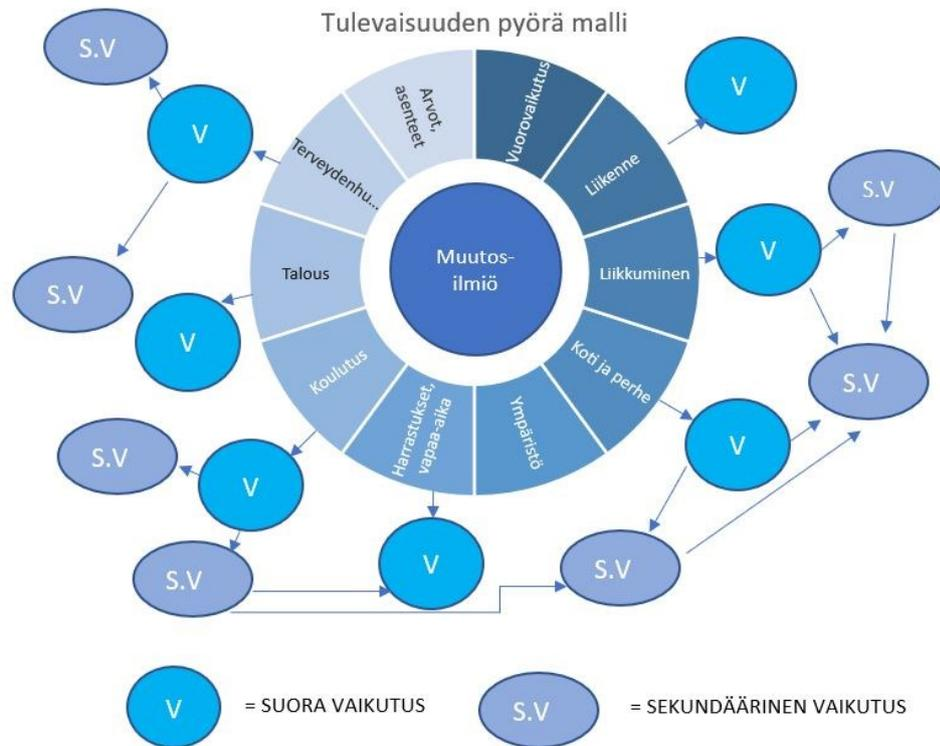 Tulevaisuuden pyörä malli
S.V
V
Arvot,
asenteet
Vuorovaikutus
V
Terveydenhu...
Liikenne
S.V
Muutos-
ilmiö
V
Talous
Liikkuminen
S.V
V
Koulutus
Koti ja perhe
S.V
Harrastukset,
vapaa-aika
Ympäristö
S.V
V
V
S.V
V
S.V
V
= SUORA VAIKUTUS
S.V
= SEKUNDÄÄRINEN VAIKUTUS